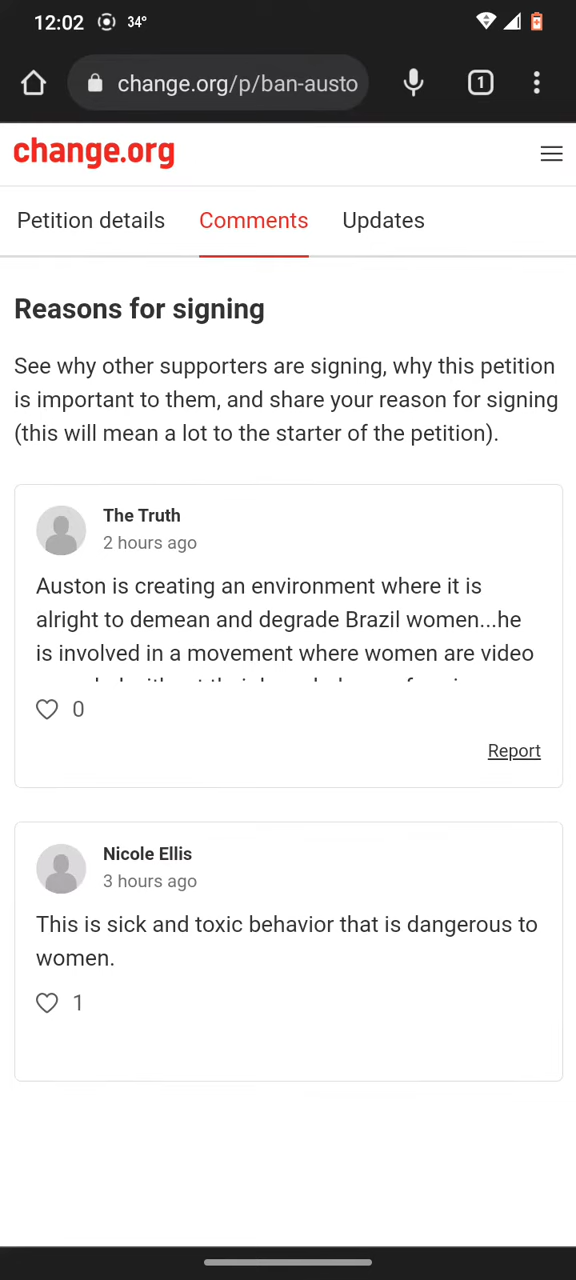 12:02 34°
change.org/p/ban-austo 1
change.org
Petition details Comments Updates
Reasons for signing
See why other supporters are signing, why this petition
is important to them, and share your reason for signing
(this will mean a lot to the starter of the petition).
The Truth
2 hours ago
Auston is creating an environment where it is
alright to demean and degrade Brazil women...he
is involved in a movement where women are video
0
Report
Nicole Ellis
3 hours ago
This is sick and toxic behavior that is dangerous to
women.
1